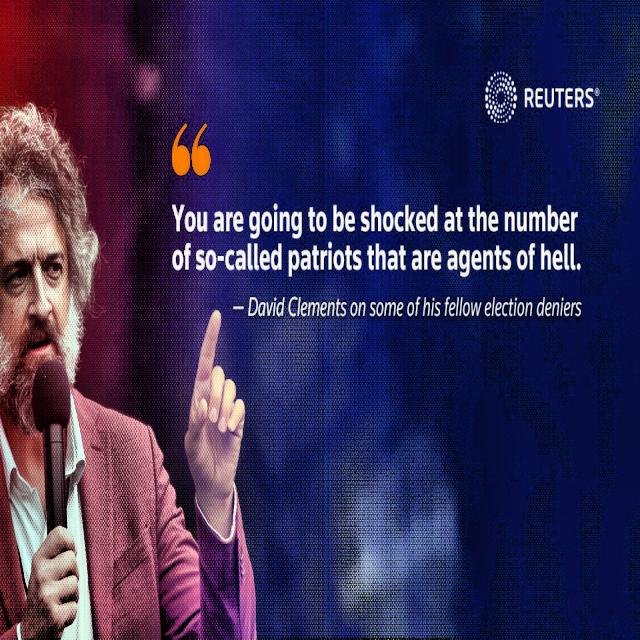 REUTERS®
“
You are going to be shocked at the number
of so-called patriots that are agents of hell.
– David Clements on some of his fellow election deniers